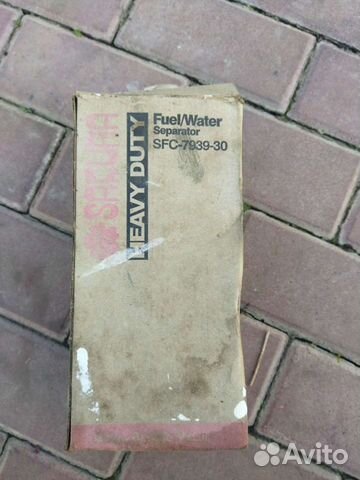 SAKURA
HEAVY DUTY
Fuel/Water
Separator
SFC-7939-30
Avito